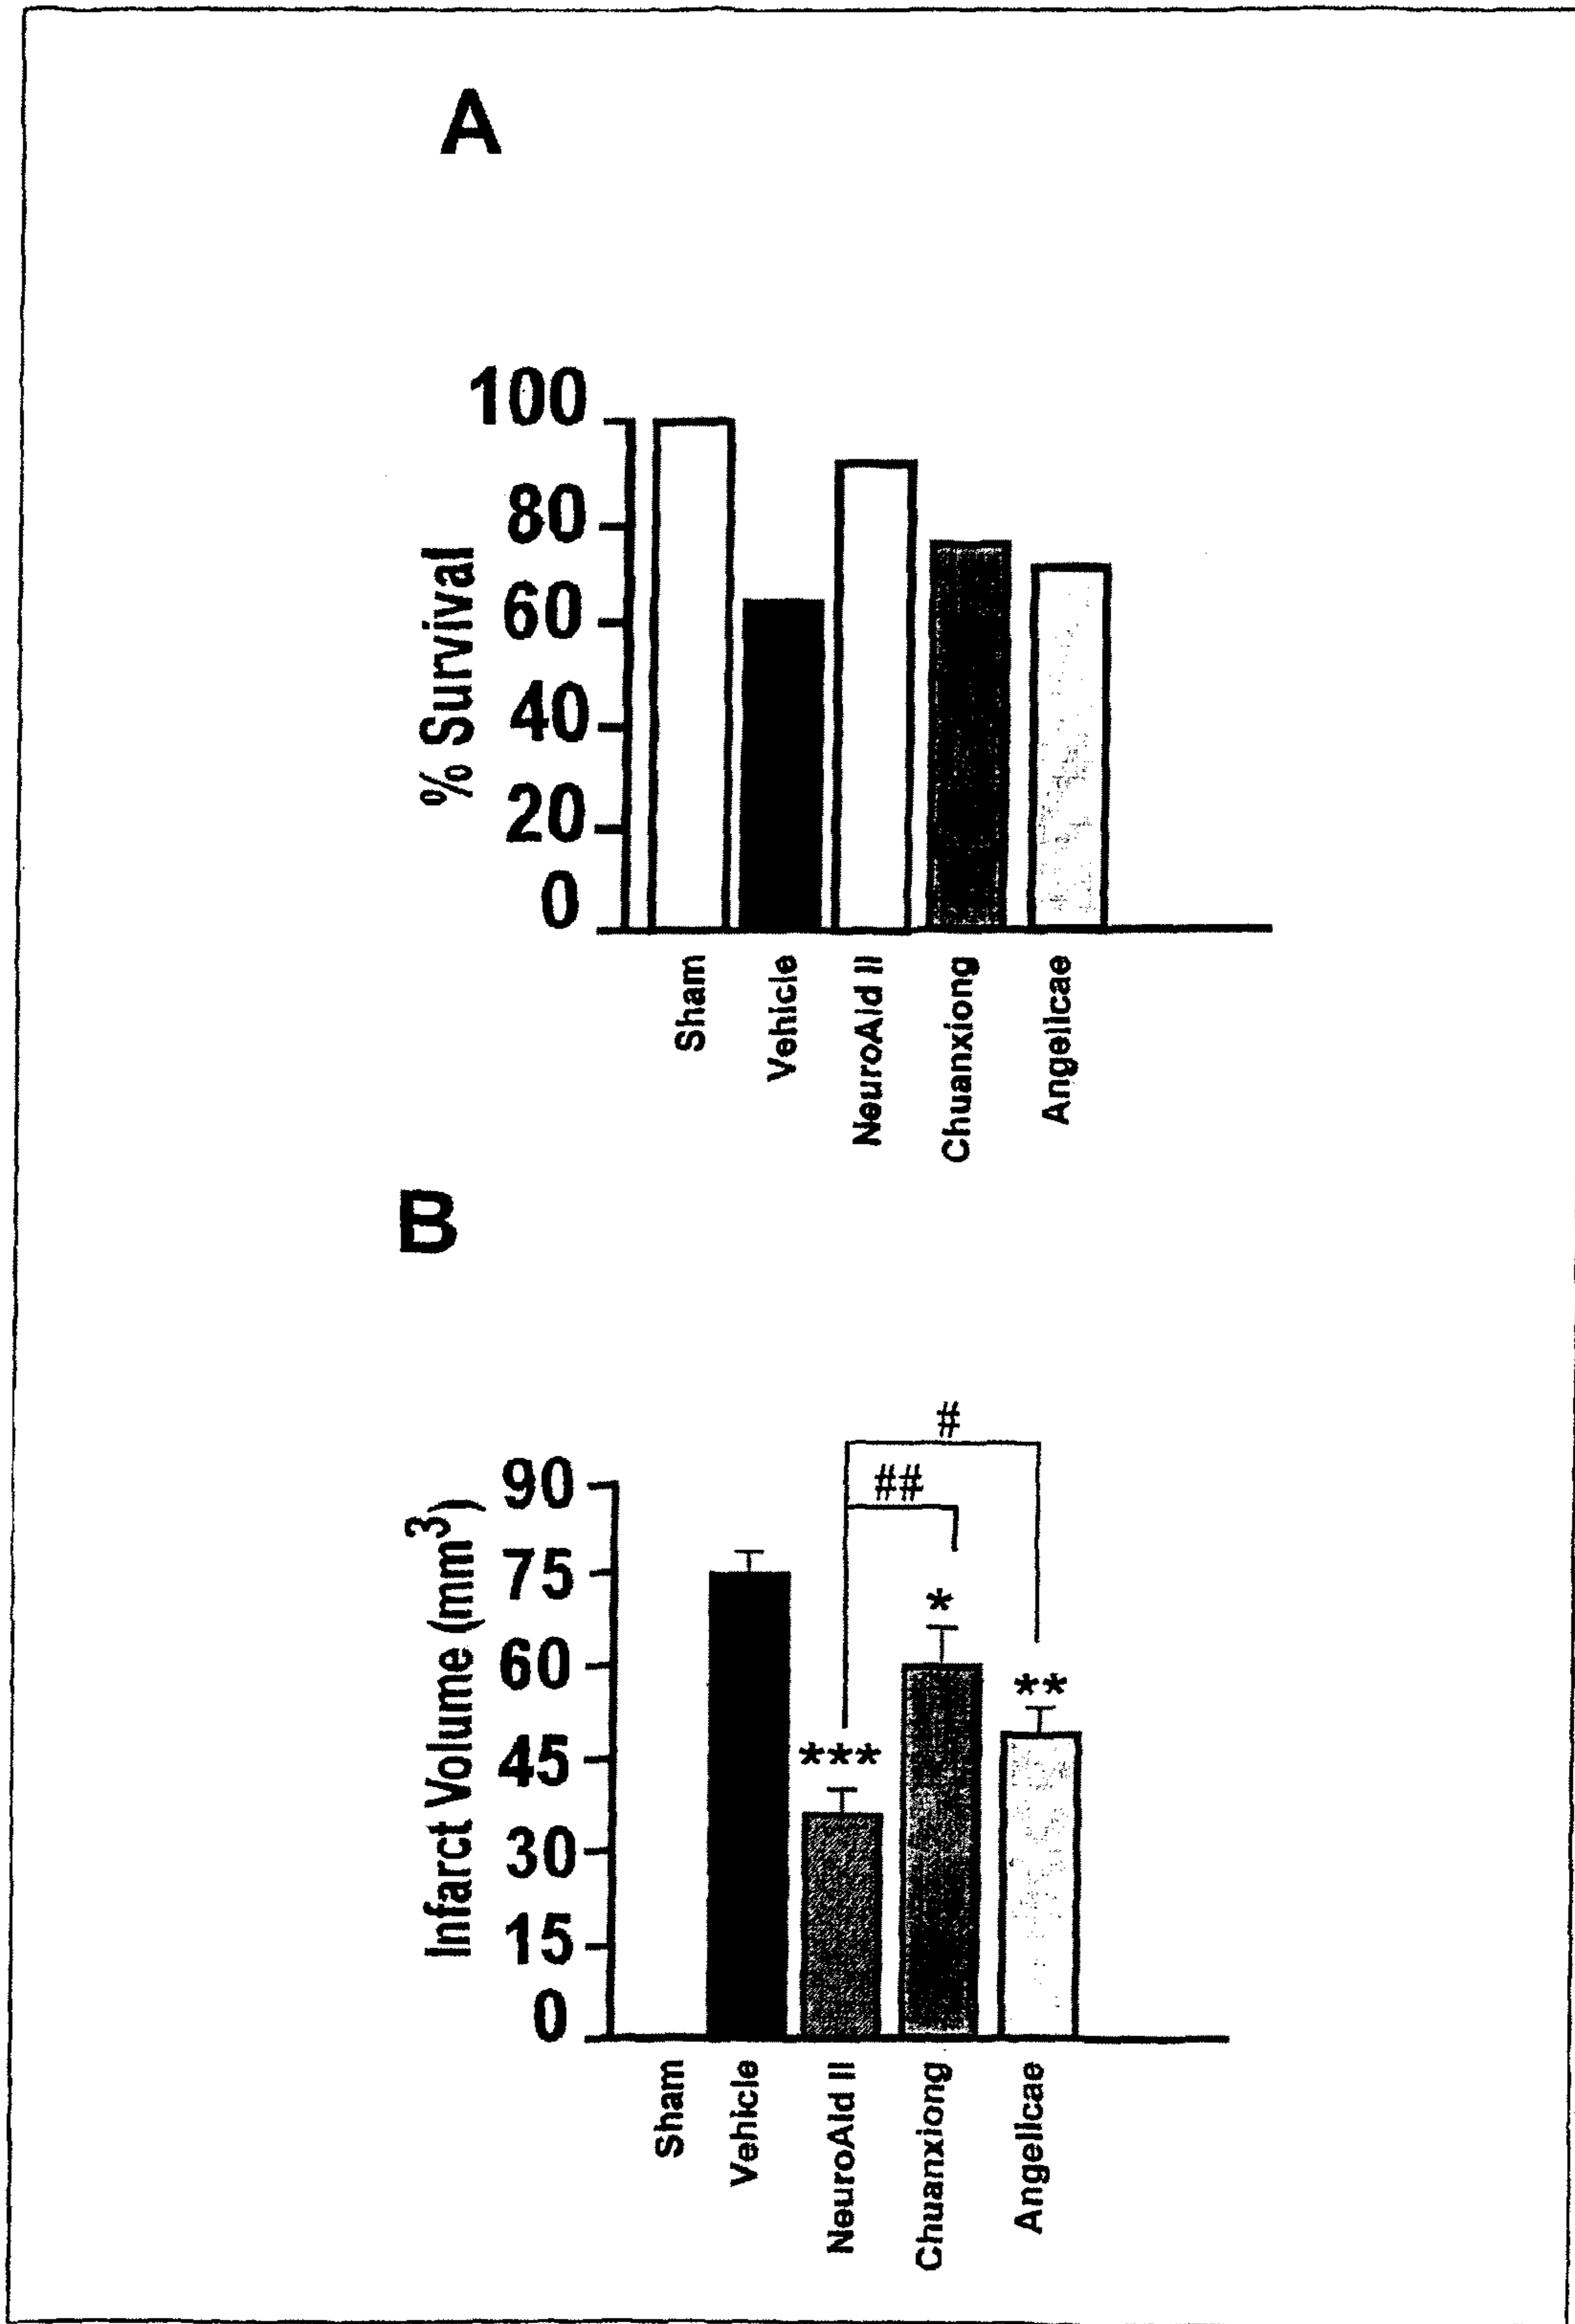 A
100
80
60
40
20
0
% Survival
Sham
Vehicle
NeuroAid II
Chuanxiong
Angelicae
B
#
##
90
75
60
45
30
15
0
Infarct Volume (mm³)
*
**
***
Sham
Vehicle
NeuroAid II
Chuanxiong
Angelicae